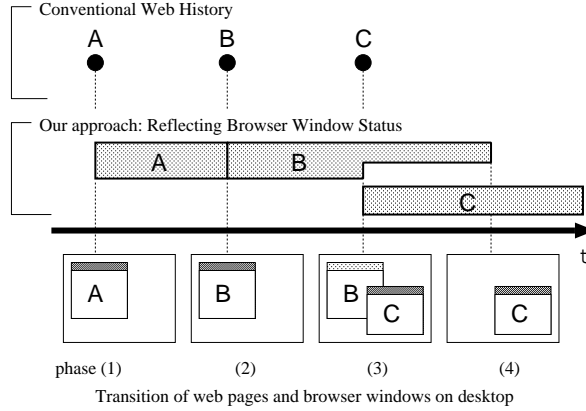 Conventional Web History
A B C
Our approach: Reflecting Browser Window Status
A B
C
t
A B B C C
phase (1) (2) (3) (4)
Transition of web pages and browser windows on desktop